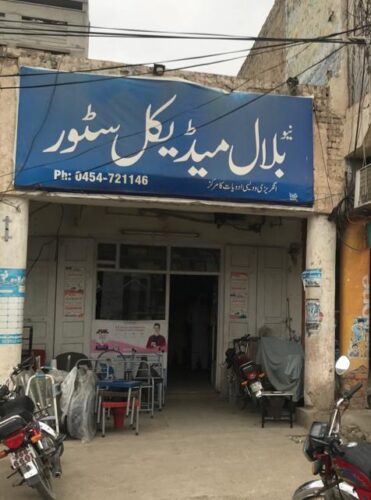 نیو
بلال میڈیکل سٹور
انگریزی و دیسی ادویات کا مرکز
Ph: 0454-721146